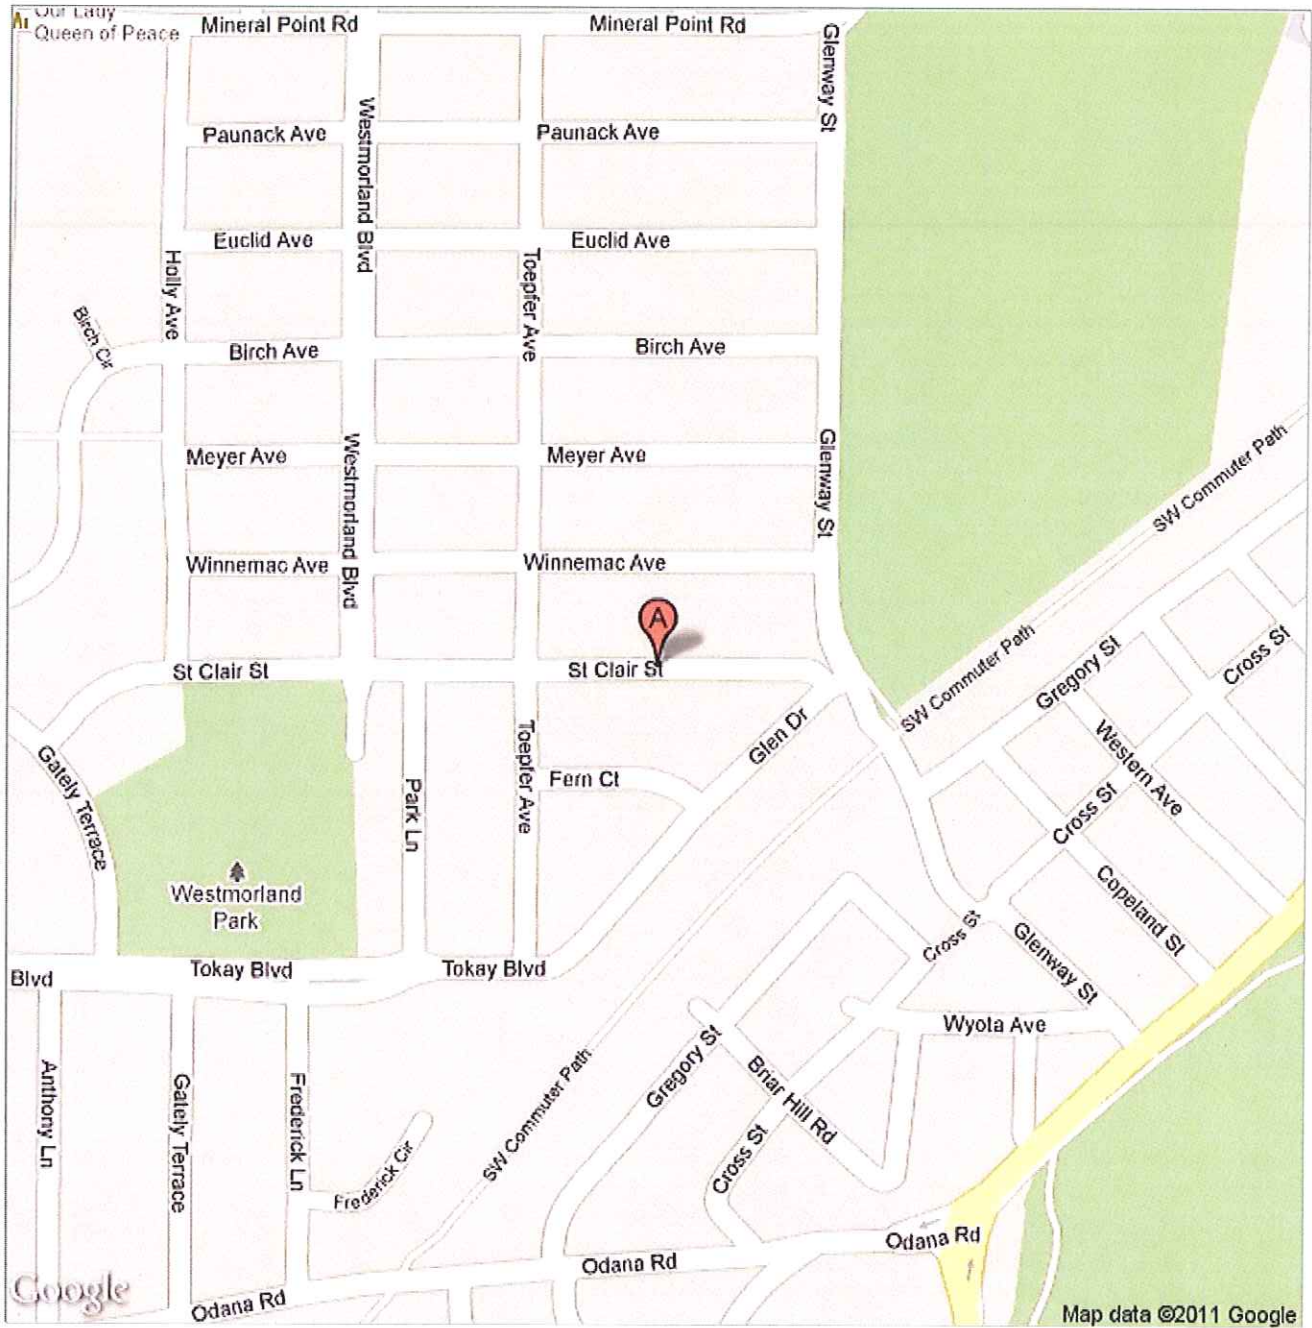 Our Lady
Queen of Peace
Mineral Point Rd
Mineral Point Rd
Glenway St
Westmorland Blvd
Paunack Ave
Paunack Ave
Euclid Ave
Euclid Ave
Holly Ave
Toepfer Ave
Birch Cir
Birch Ave
Birch Ave
Westmorland Blvd
Glenway St
Meyer Ave
Meyer Ave
SW Commuter Path
Winnemac Ave
Winnemac Ave
A
St Clair St
St Clair St
SW Commuter Path
Gregory St
Cross St
Gately Terrace
Park Ln
Toepfer Ave
Fern Ct
Glen Dr
Western Ave
Cross St
Westmorland
Park
Copeland St
Cross St
Glenway St
Blvd
Tokay Blvd
Tokay Blvd
Wyota Ave
Anthony Ln
Gately Terrace
Frederick Ln
Frederick Cir
SW Commuter Path
Gregory St
Briar Hill Rd
Cross St
Odana Rd
Odana Rd
Odana Rd
Google
Map data ©2011 Google